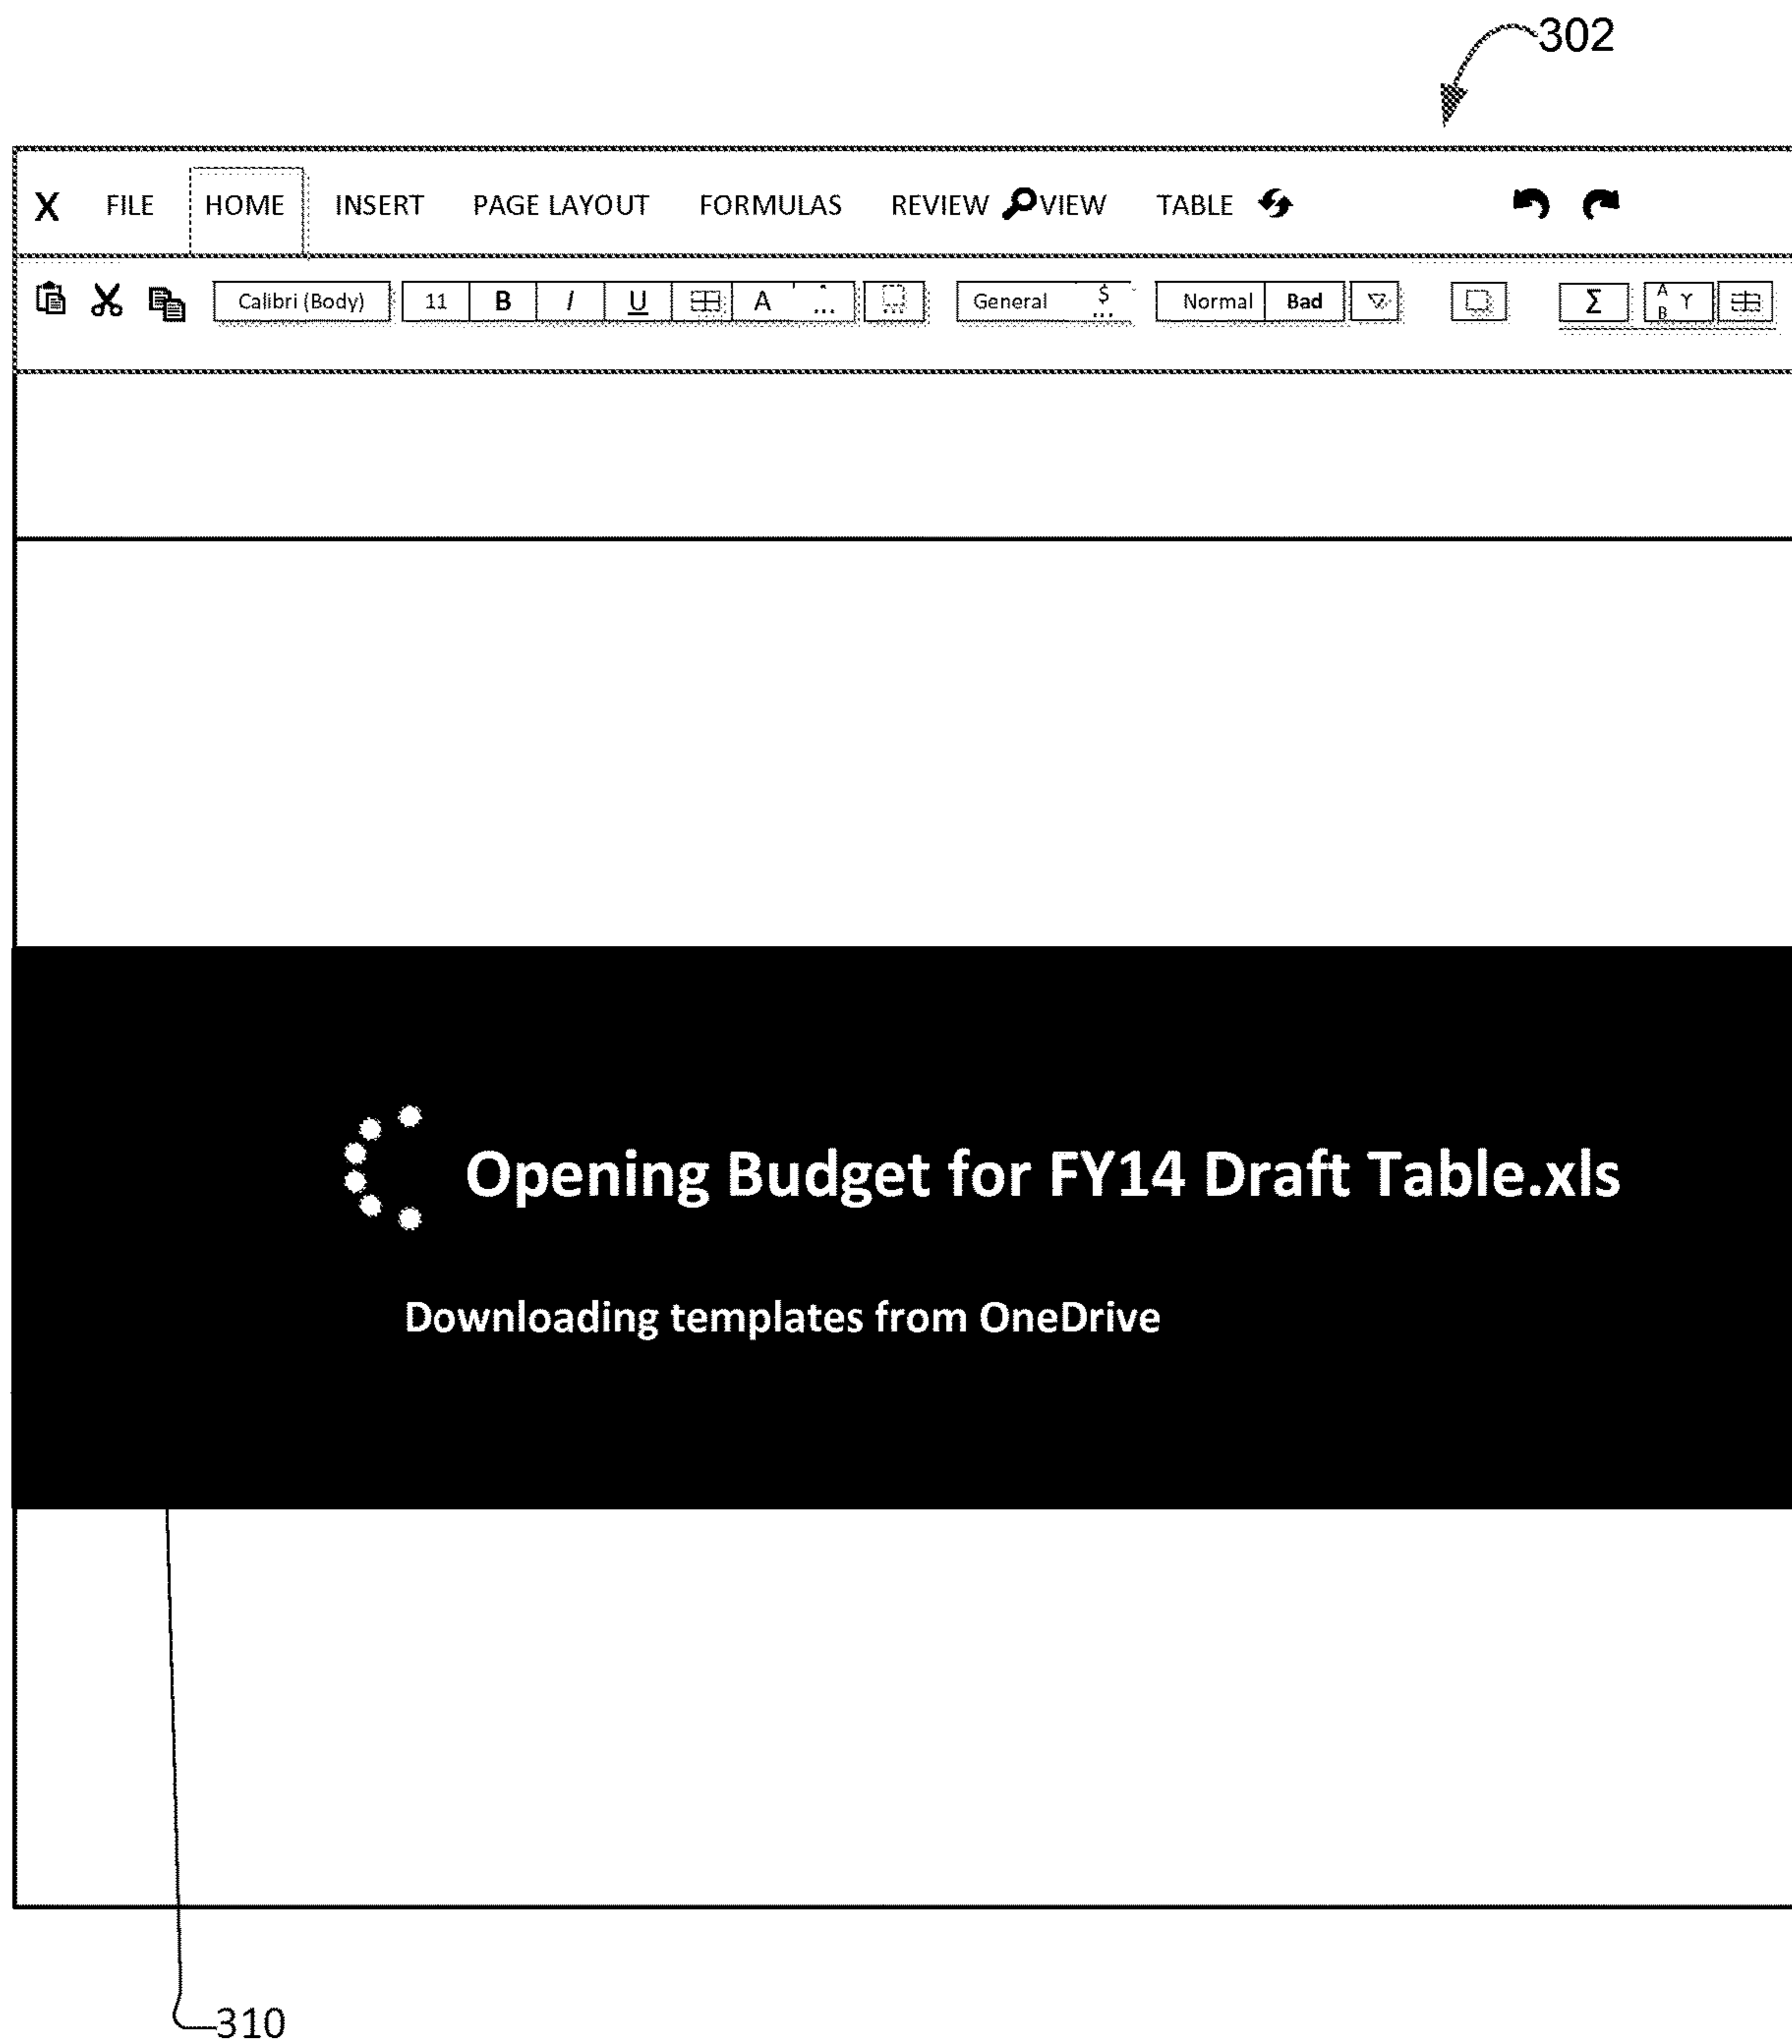 302
X FILE HOME INSERT PAGE LAYOUT FORMULAS REVIEW VIEW TABLE
Calibri (Body) 11 B I U A ... General $ ... Normal Bad Σ A B Y
Opening Budget for FY14 Draft Table.xls
Downloading templates from OneDrive
310